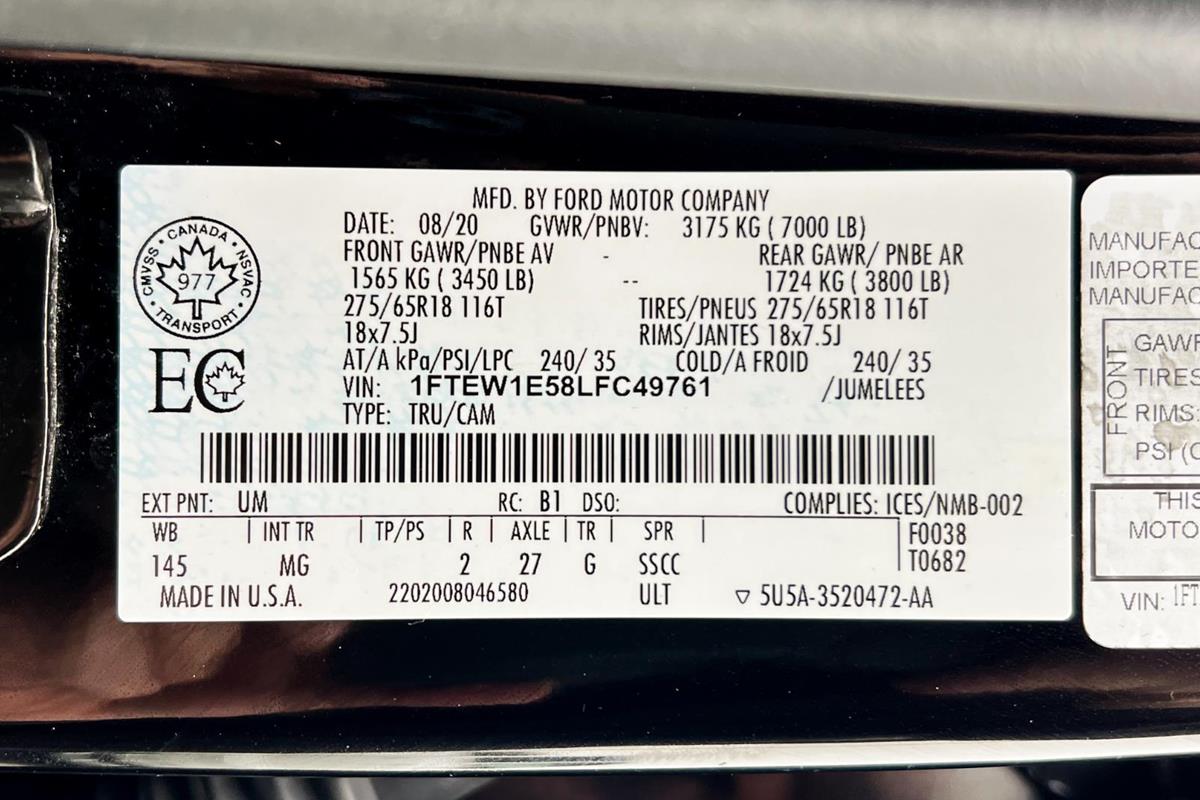 MFD. BY FORD MOTOR COMPANY
DATE: 08/20 GVWR/PNBV: 3175 KG ( 7000 LB)
FRONT GAWR/PNBE AV - REAR GAWR/ PNBE AR
1565 KG ( 3450 LB) -- 1724 KG ( 3800 LB)
275/65R18 116T TIRES/PNEUS 275/65R18 116T
18x7.5J RIMS/JANTES 18x7.5J
AT/A kPa/PSI/LPC 240/ 35 COLD/A FROID 240/ 35
VIN: 1FTEW1E58LFC49761 /JUMELEES
TYPE: TRU/CAM
CANADA
CMVSS 977 NSVAC
TRANSPORT
EC
EXT PNT: UM RC: B1 DSO: COMPLIES: ICES/NMB-002
WB | INT TR | TP/PS | R | AXLE | TR | SPR | F0038
145 MG 2 27 G SSCC T0682
MADE IN U.S.A. 2202008046580 ULT ▽ 5U5A-3520472-AA
MANUFAC
IMPORTE
MANUFAC
FRONT
GAWR
TIRES
RIMS:
PSI (C
THIS
MOTO
VIN: 1FT